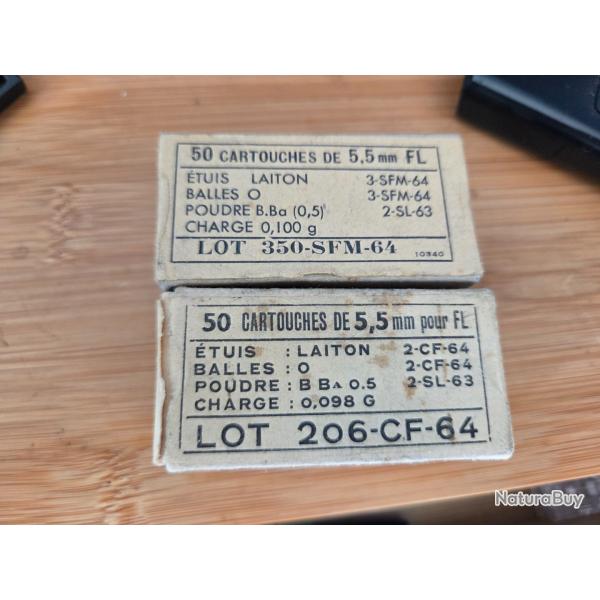 50 CARTOUCHES DE 5,5 mm FL
ÉTUIS LAITON 3-SFM-64
BALLES O 3-SFM-64
POUDRE B.Ba (0,5) 2-SL-63
CHARGE 0,100 g
LOT 350-SFM-64
10340
50 CARTOUCHES DE 5,5 mm pour FL
ÉTUIS : LAITON 2-CF-64
BALLES : O 2-CF-64
POUDRE : B BA 0.5 2-SL-63
CHARGE : 0,098 G
LOT 206-CF-64
NaturaBuy